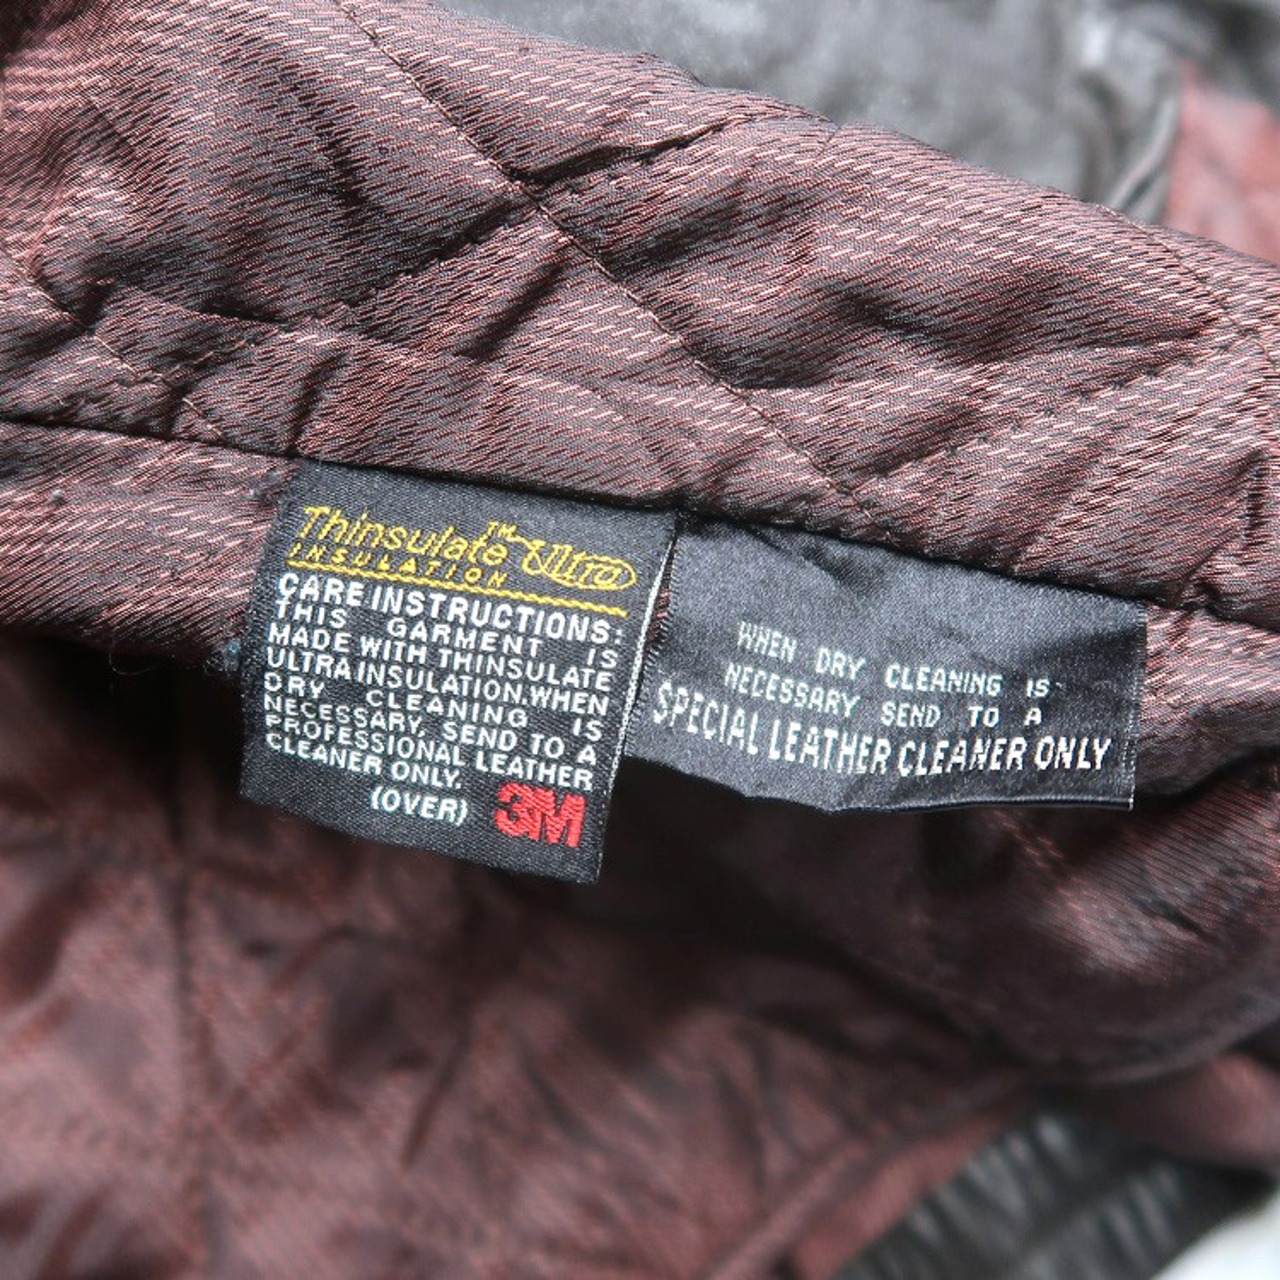 Thinsulate™ Ultra
INSULATION
CARE INSTRUCTIONS:
THIS GARMENT IS
MADE WITH THINSULATE
ULTRA INSULATION.WHEN
DRY CLEANING IS
NECESSARY, SEND TO A
PROFESSIONAL LEATHER
CLEANER ONLY.
(OVER) 3M
WHEN DRY CLEANING IS
NECESSARY SEND TO A
SPECIAL LEATHER CLEANER ONLY